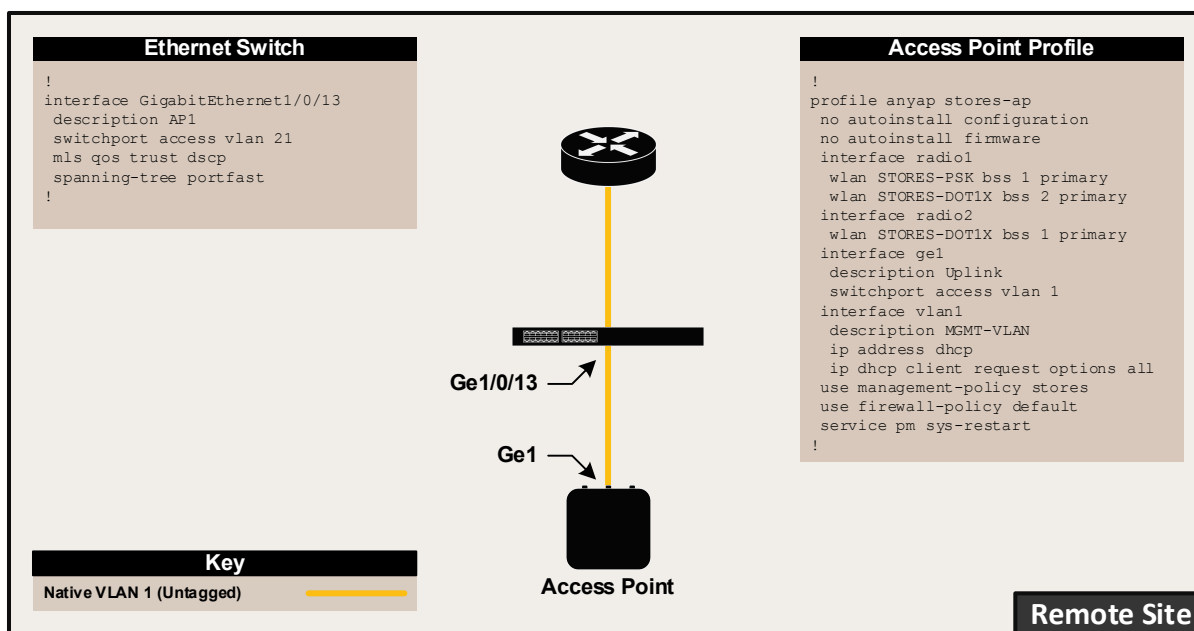 Ethernet Switch
!
interface GigabitEthernet1/0/13
description AP1
switchport access vlan 21
mls qos trust dscp
spanning-tree portfast
!
Access Point Profile
!
profile anyap stores-ap
no autoinstall configuration
no autoinstall firmware
interface radio1
wlan STORES-PSK bss 1 primary
wlan STORES-DOT1X bss 2 primary
interface radio2
wlan STORES-DOT1X bss 1 primary
interface ge1
description Uplink
switchport access vlan 1
interface vlan1
description MGMT-VLAN
ip address dhcp
ip dhcp client request options all
use management-policy stores
use firewall-policy default
service pm sys-restart
!
Ge1/0/13
Ge1
Access Point
Key
Native VLAN 1 (Untagged)
Remote Site